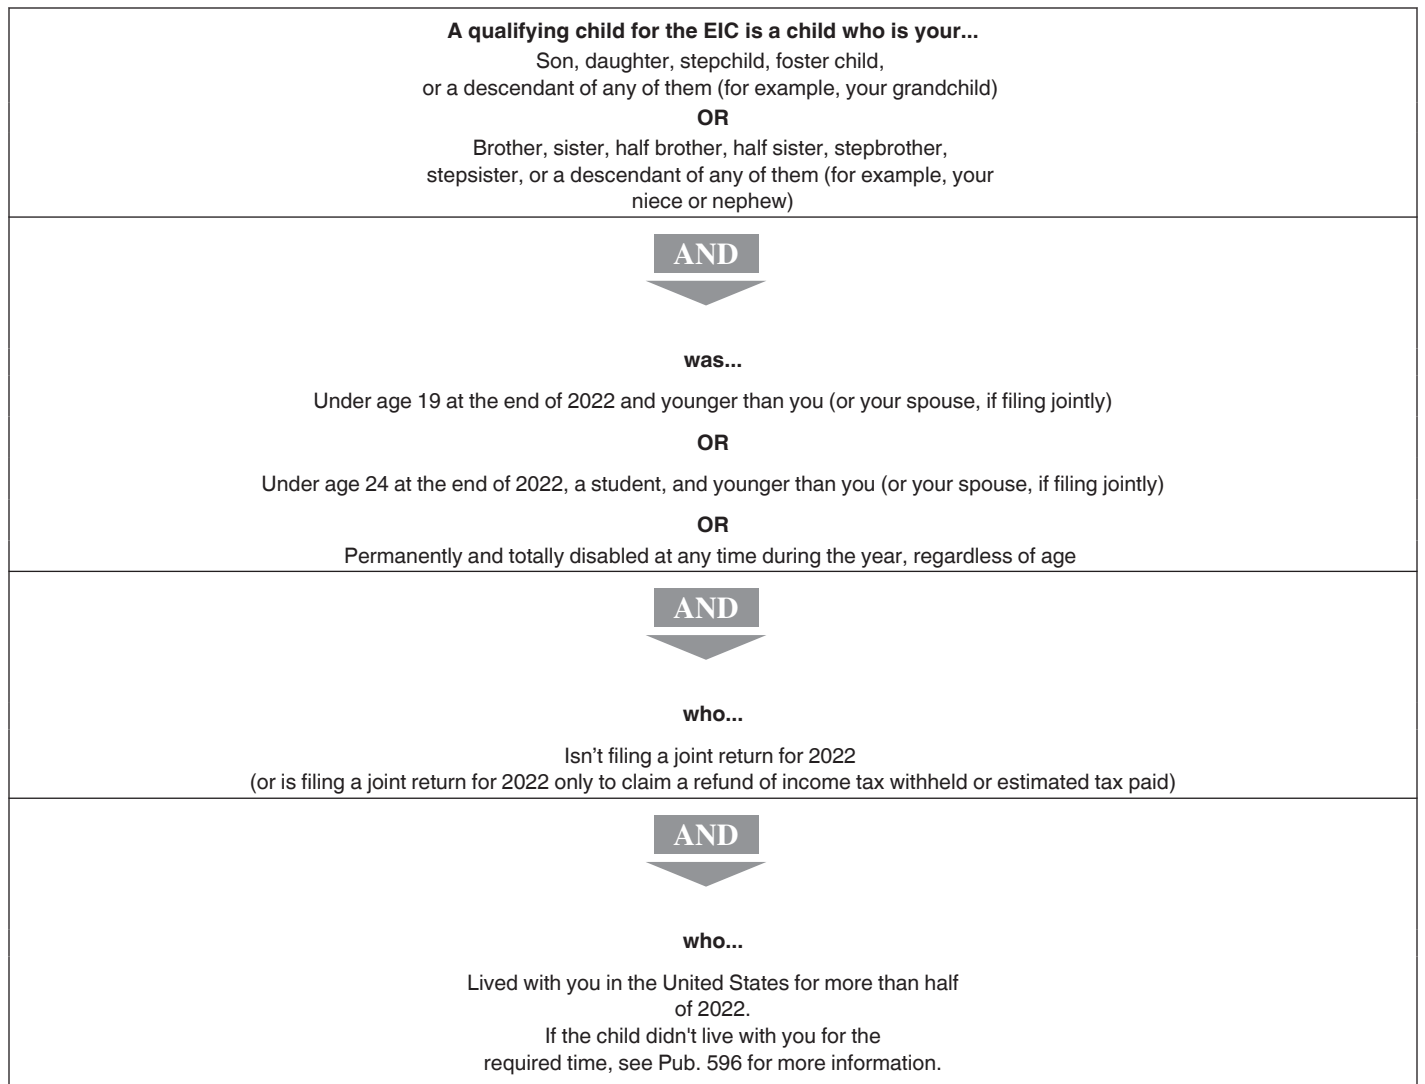 A qualifying child for the EIC is a child who is your...
Son, daughter, stepchild, foster child,
or a descendant of any of them (for example, your grandchild)
OR
Brother, sister, half brother, half sister, stepbrother,
stepsister, or a descendant of any of them (for example, your
niece or nephew)
AND
was...
Under age 19 at the end of 2022 and younger than you (or your spouse, if filing jointly)
OR
Under age 24 at the end of 2022, a student, and younger than you (or your spouse, if filing jointly)
OR
Permanently and totally disabled at any time during the year, regardless of age
AND
who...
Isn’t filing a joint return for 2022
(or is filing a joint return for 2022 only to claim a refund of income tax withheld or estimated tax paid)
AND
who...
Lived with you in the United States for more than half
of 2022.
If the child didn't live with you for the
required time, see Pub. 596 for more information.